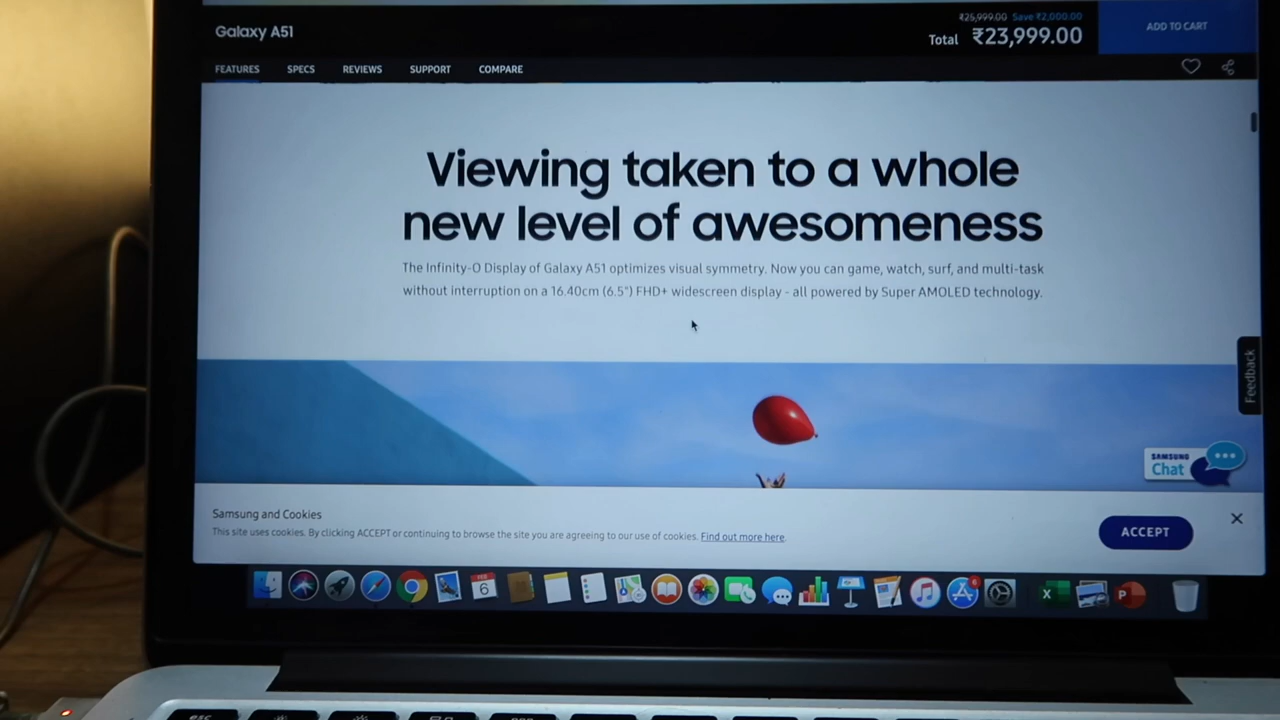 Galaxy A51
₹25,999.00 Save ₹2,000.00
Total ₹23,999.00
ADD TO CART
FEATURES SPECS REVIEWS SUPPORT COMPARE
Viewing taken to a whole
new level of awesomeness
The Infinity-O Display of Galaxy A51 optimizes visual symmetry. Now you can game, watch, surf, and multi-task
without interruption on a 16.40cm (6.5") FHD+ widescreen display - all powered by Super AMOLED technology.
Feedback
SAMSUNG
Chat
Samsung and Cookies
This site uses cookies. By clicking ACCEPT or continuing to browse the site you are agreeing to our use of cookies. Find out more here.
ACCEPT
FEB
6
6
X
P
esc